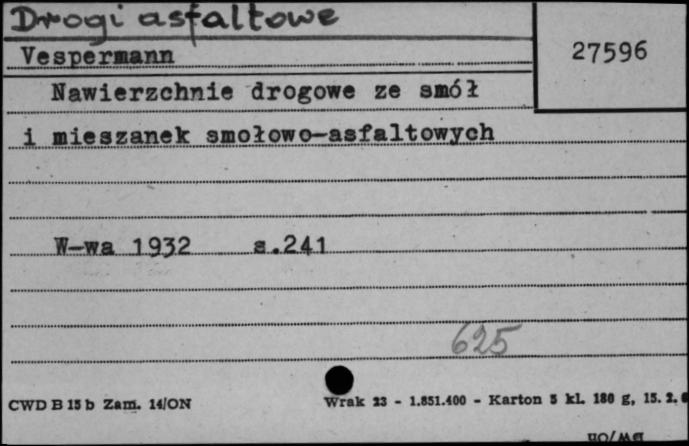 Drogi asfaltowe
Vespermann
27596
Nawierzchnie drogowe ze smół
i mieszanek smołowo-asfaltowych
W-wa 1932 s.241
625
CWD B 15 b Zam. 14/ON
Wrak 23 - 1.851.400 - Karton 5 kl. 180 g, 15. 2.